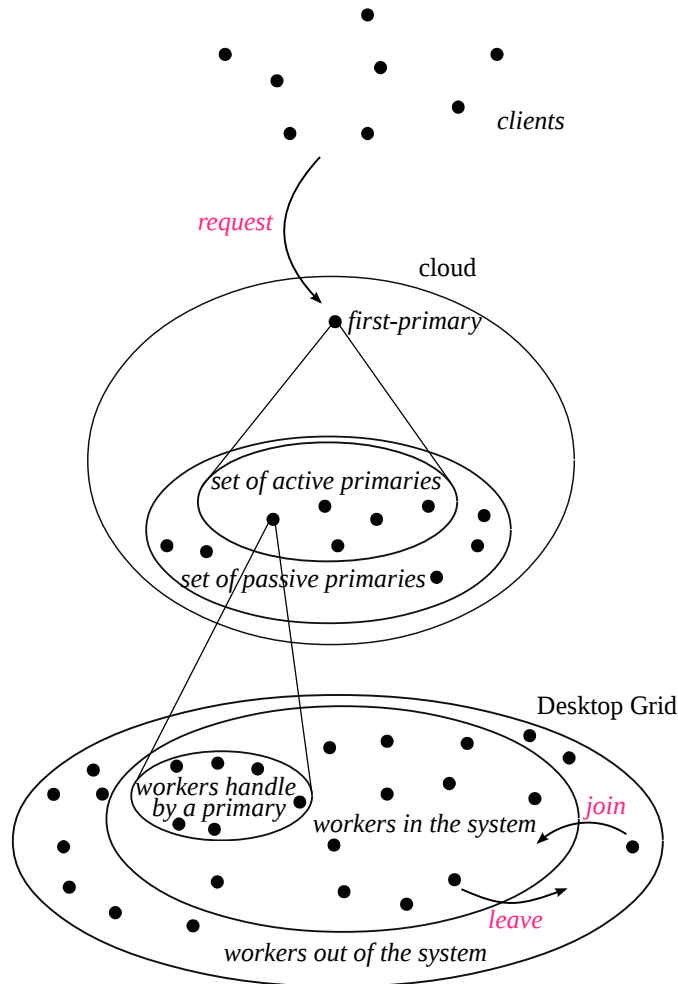 clients
request
cloud
first-primary
set of active primaries
set of passive primaries
Desktop Grid
workers handle
by a primary
join
workers in the system
leave
workers out of the system